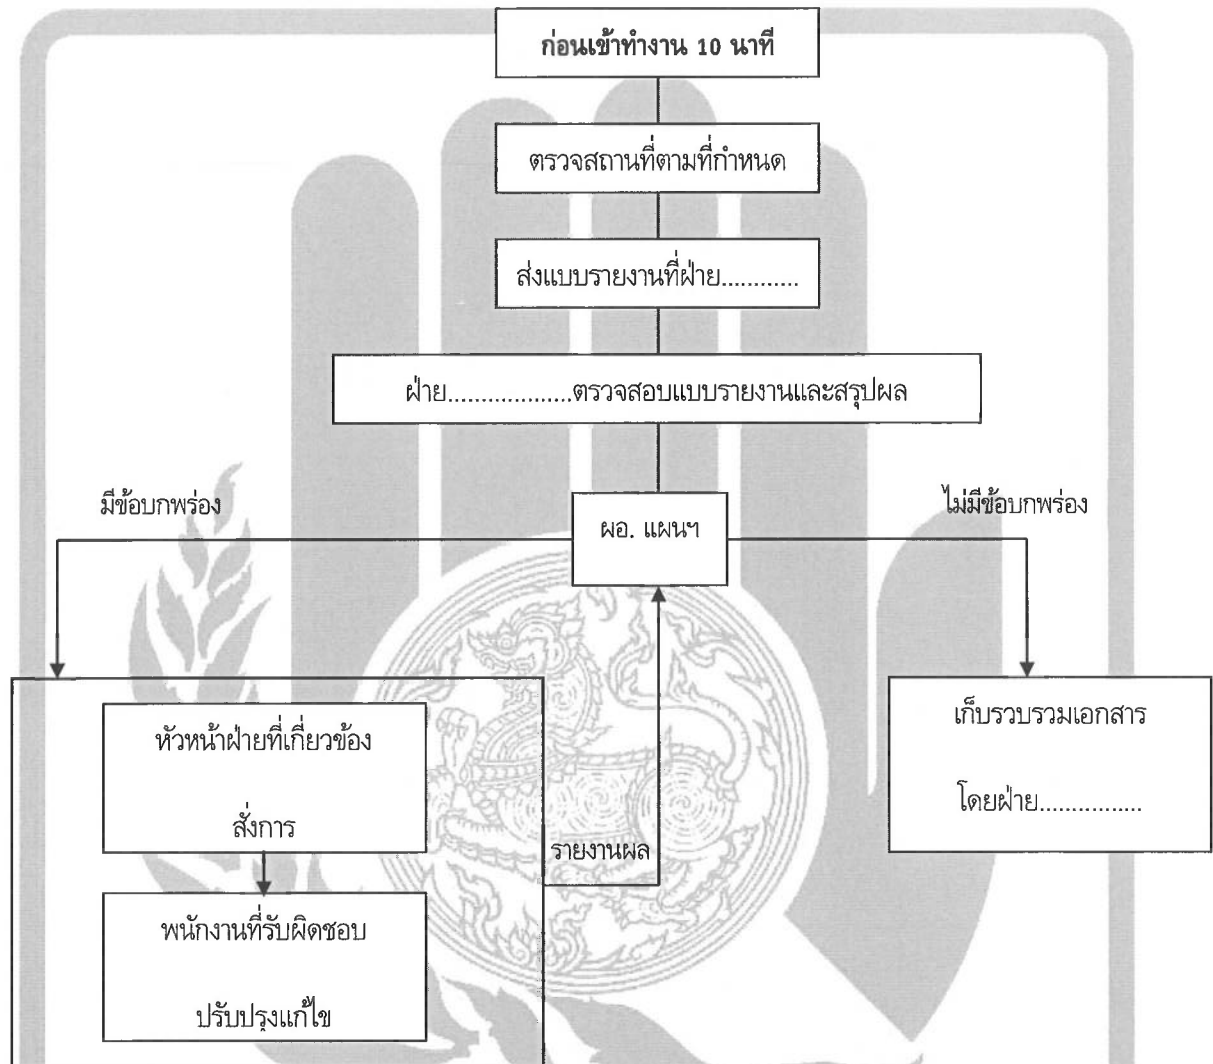 ก่อนเข้าทำงาน 10 นาที
ตรวจสถานที่ตามที่กำหนด
ส่งแบบรายงานที่ฝ่าย............
ฝ่าย...................ตรวจสอบแบบรายงานและสรุปผล
มีข้อบกพร่อง
ไม่มีข้อบกพร่อง
ผอ. แผนฯ
หัวหน้าฝ่ายที่เกี่ยวข้อง
สั่งการ
เก็บรวบรวมเอกสาร
โดยฝ่าย...............
รายงานผล
พนักงานที่รับผิดชอบ
ปรับปรุงแก้ไข